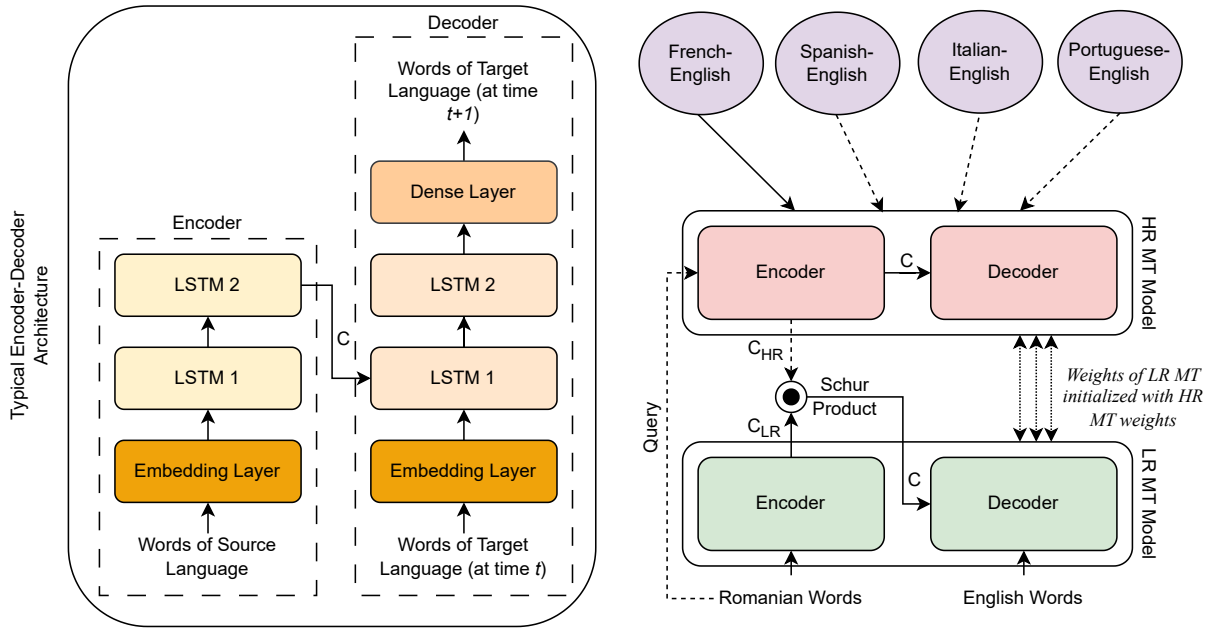 Typical Encoder-Decoder
Architecture
Encoder
LSTM 2
LSTM 1
Embedding Layer
Words of Source
Language
C
Decoder
Words of Target
Language (at time
t+1)
Dense Layer
LSTM 2
LSTM 1
Embedding Layer
Words of Target
Language (at time t)
French-
English
Spanish-
English
Italian-
English
Portuguese-
English
Encoder
C
Decoder
HR MT Model
CHR
Schur
Product
CLR
Weights of LR MT
initialized with HR
MT weights
Query
Encoder
C
Decoder
LR MT Model
Romanian Words
English Words